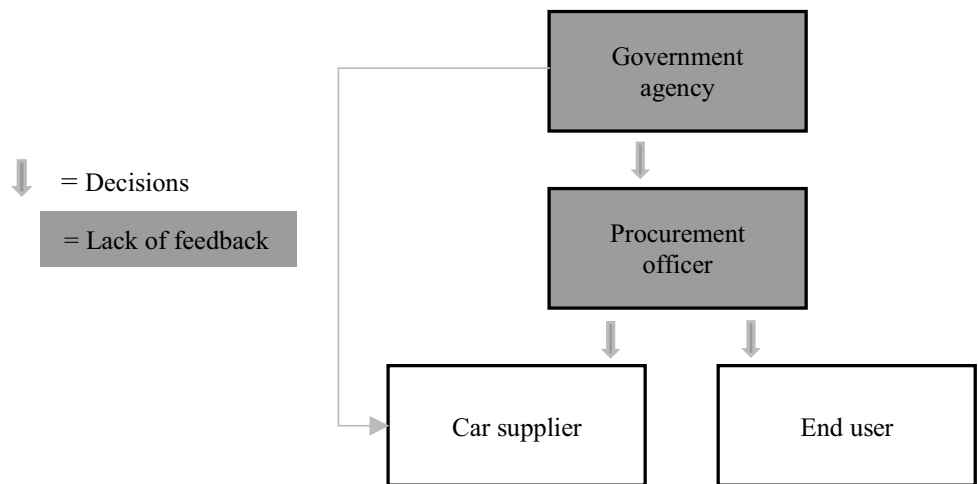 Government
agency
= Decisions
= Lack of feedback
Procurement
officer
Car supplier
End user